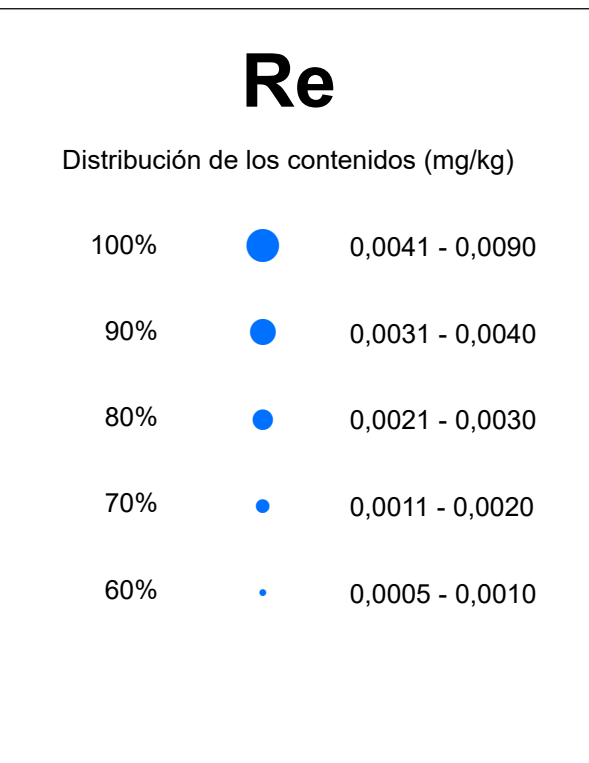 Re
Distribución de los contenidos (mg/kg)
100% 0,0041 - 0,0090
90% 0,0031 - 0,0040
80% 0,0021 - 0,0030
70% 0,0011 - 0,0020
60% 0,0005 - 0,0010